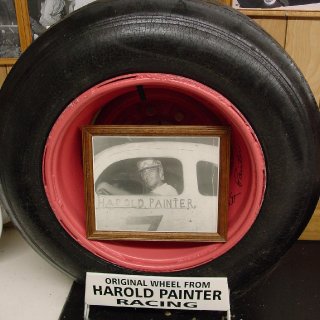 HAROLD PAINTER
ORIGINAL WHEEL FROM
HAROLD PAINTER
RACING